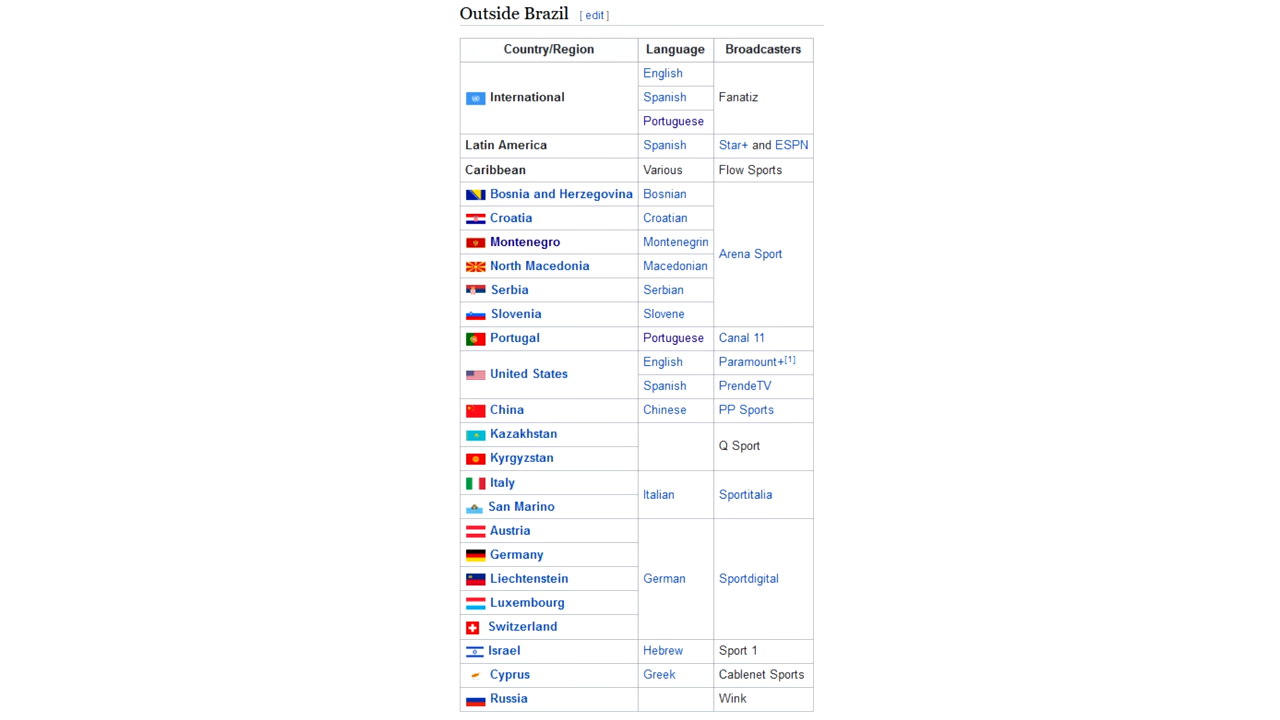 Outside Brazil [ edit ]
Country/Region Language Broadcasters
International English Fanatiz
Spanish
Portuguese
Latin America Spanish Star+ and ESPN
Caribbean Various Flow Sports
Bosnia and Herzegovina Bosnian Arena Sport
Croatia Croatian
Montenegro Montenegrin
North Macedonia Macedonian
Serbia Serbian
Slovenia Slovene
Portugal Portuguese Canal 11
United States English Paramount+[1]
Spanish PrendeTV
China Chinese PP Sports
Kazakhstan Q Sport
Kyrgyzstan
Italy Italian Sportitalia
San Marino
Austria German Sportdigital
Germany
Liechtenstein
Luxembourg
Switzerland
Israel Hebrew Sport 1
Cyprus Greek Cablenet Sports
Russia Wink